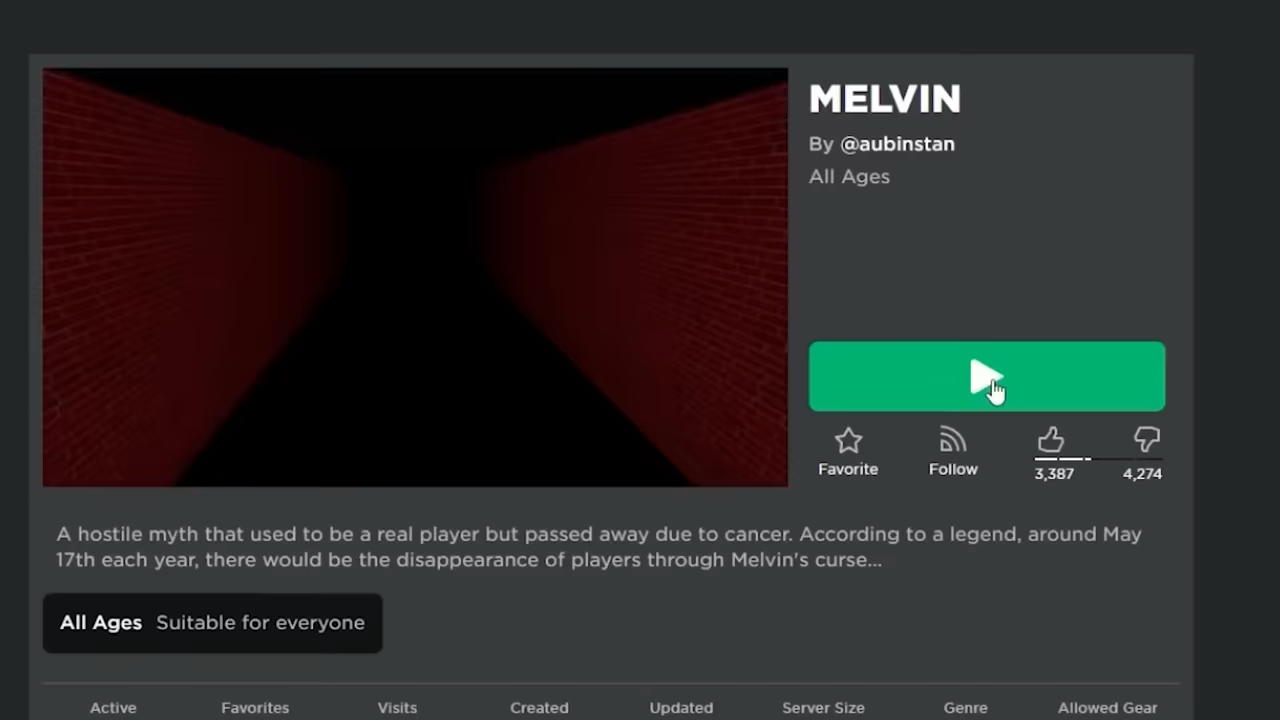 MELVIN
By @aubinstan
All Ages
Favorite
Follow
3,387
4,274
A hostile myth that used to be a real player but passed away due to cancer. According to a legend, around May
17th each year, there would be the disappearance of players through Melvin's curse...
All Ages Suitable for everyone
Active Favorites Visits Created Updated Server Size Genre Allowed Gear